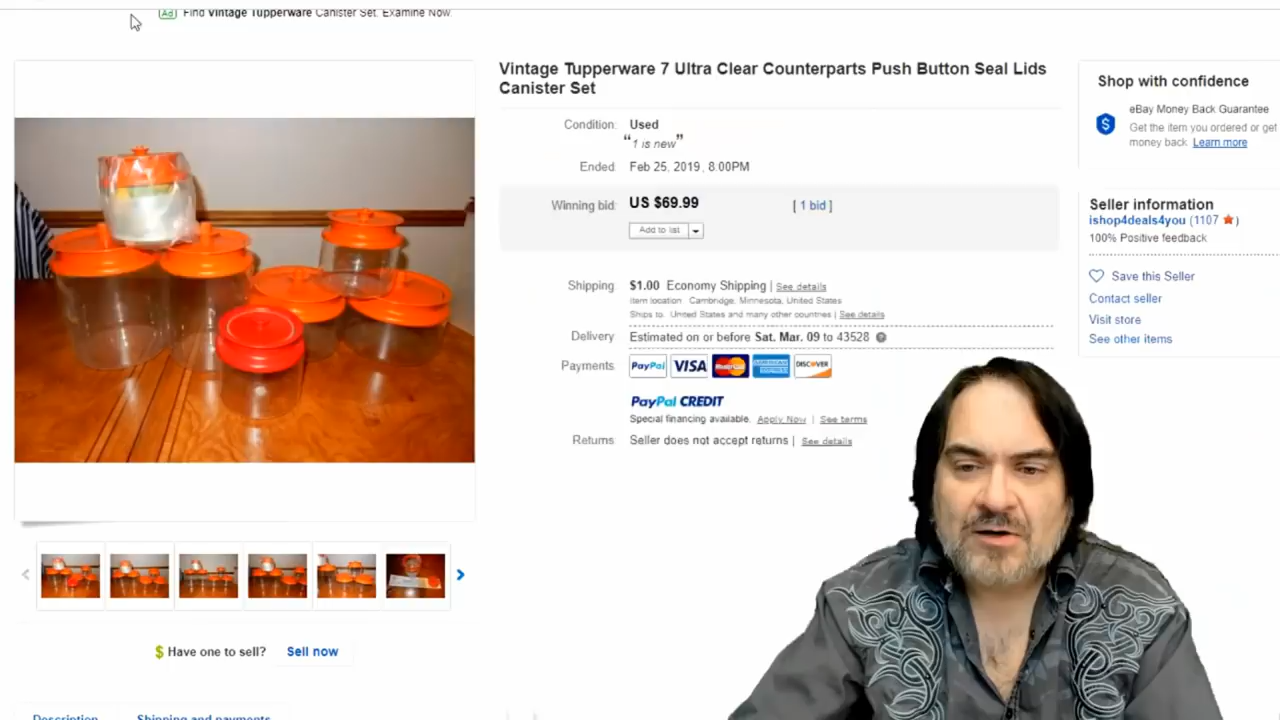 Ad Find Vintage Tupperware Canister Set. Examine Now.
Vintage Tupperware 7 Ultra Clear Counterparts Push Button Seal Lids
Canister Set
Condition: Used
“1 is new”
Ended: Feb 25, 2019 , 8:00PM
Winning bid: US $69.99 [ 1 bid ]
Add to list
Shipping: $1.00 Economy Shipping | See details
Item location: Cambridge, Minnesota, United States
Ships to: United States and many other countries | See details
Delivery: Estimated on or before Sat. Mar. 09 to 43528
Payments: PayPal VISA MasterCard DISCOVER
PayPal CREDIT
Special financing available. Apply Now | See terms
Returns: Seller does not accept returns | See details
Shop with confidence
eBay Money Back Guarantee
Get the item you ordered or get
money back. Learn more
Seller information
ishop4deals4you (1107 )
100% Positive feedback
Save this Seller
Contact seller
Visit store
See other items
$ Have one to sell? Sell now
Description Shipping and payments